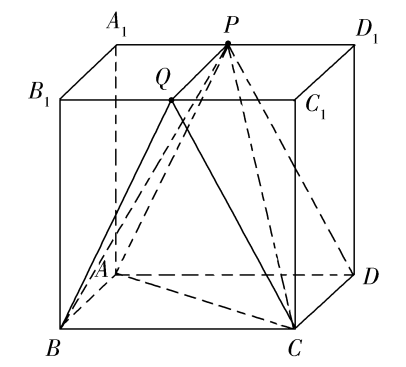 A₁ P D₁
B₁ Q C₁
A D
B C